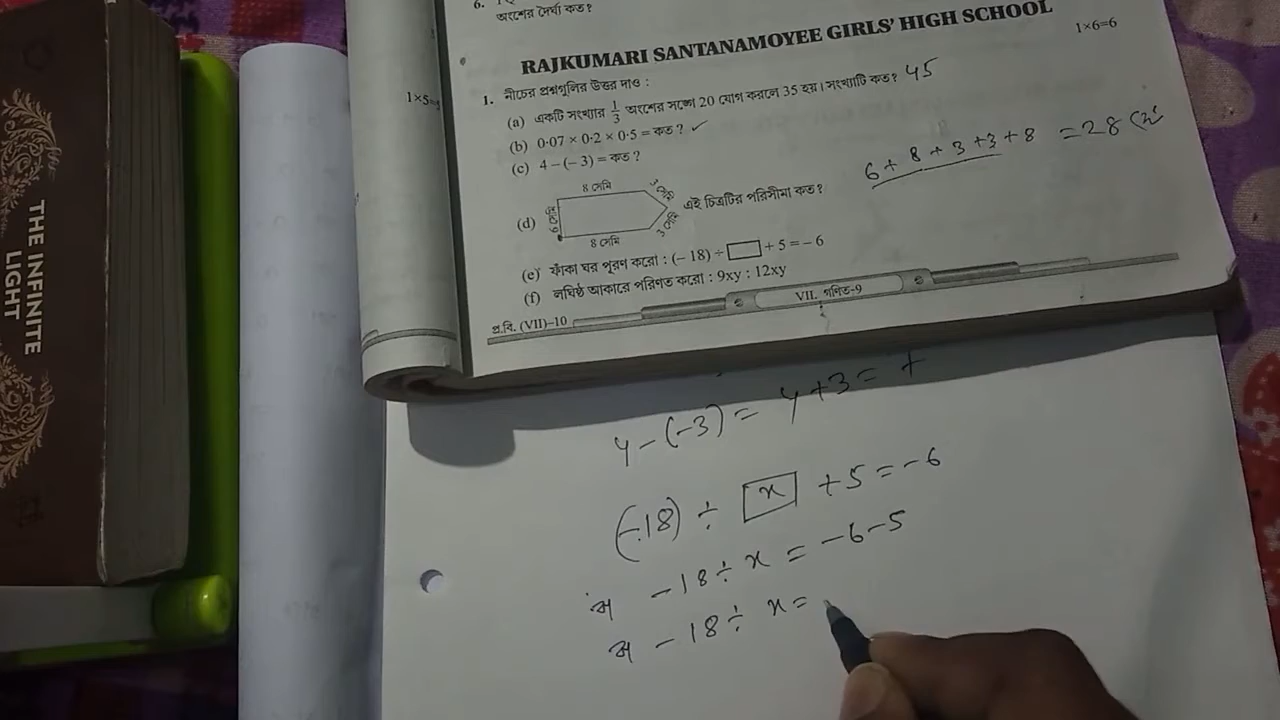 6.
অংশের দৈর্ঘ্য কত?
RAJKUMARI SANTANAMOYEE GIRLS' HIGH SCHOOL
1×6=6
1. নীচের প্রশ্নগুলির উত্তর দাও :
1×5
(a) একটি সংখ্যার 1/3 অংশের সঙ্গে 20 যোগ করলে 35 হয়। সংখ্যাটি কত? 45
(b) 0·07 × 0·2 × 0·5 = কত? ✓
(c) 4 – (– 3) = কত?
6 + 8 + 3 + 3 + 8 = 28
8 সেমি
6 সেমি
(d) এই চিত্রটির পরিসীমা কত?
3 সেমি
8 সেমি
(e) ফাঁকা ঘর পূরণ করো : (– 18) ÷ □ + 5 = – 6
(f) লঘিষ্ঠ আকারে পরিণত করো : 9xy : 12xy
VII. গণিত-9
প্র.বি. (VII)–10
THE INFINITE
LIGHT
4 – (–3) = 4 + 3 = 7
(–18) ÷ x + 5 = – 6
বা – 18 ÷ x = – 6 – 5
বা – 18 ÷ x =